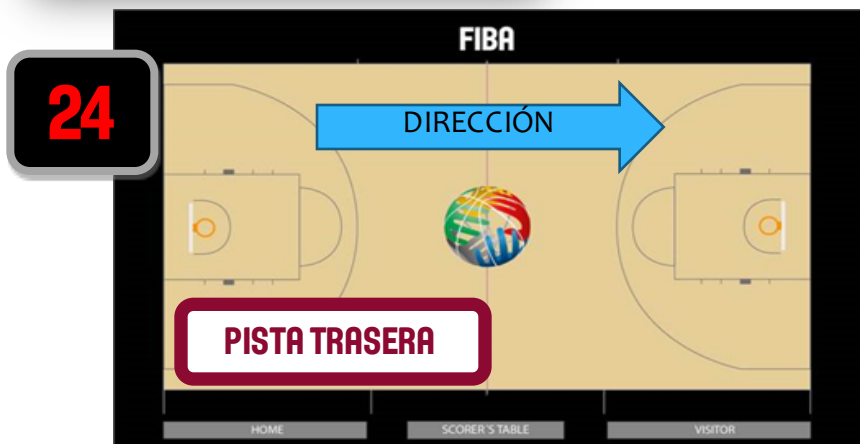 FIBA
24
DIRECCIÓN
PISTA TRASERA
HOME
SCORER'S TABLE
VISITOR